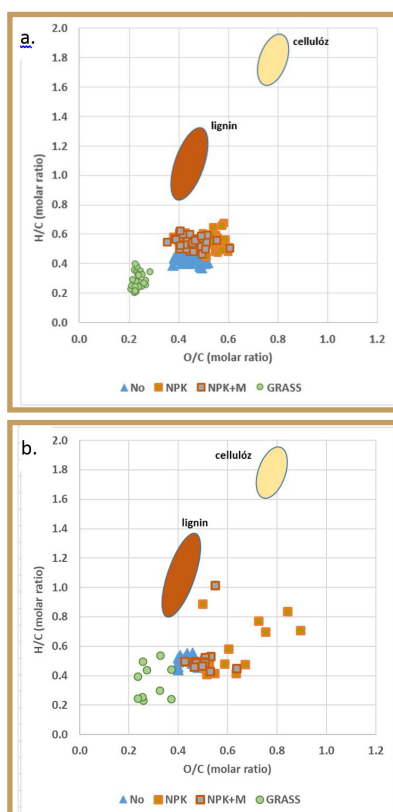 a.
2.0
cellulóz
1.8
1.6
1.4
lignin
1.2
1.0
0.8
0.6
0.4
0.2
0.0
H/C (molar ratio)
0.0 0.2 0.4 0.6 0.8 1.0 1.2
O/C (molar ratio)
No NPK NPK+M GRASS
b.
2.0
cellulóz
1.8
1.6
1.4
lignin
1.2
1.0
0.8
0.6
0.4
0.2
0.0
H/C (molar ratio)
0.0 0.2 0.4 0.6 0.8 1.0 1.2
O/C (molar ratio)
No NPK NPK+M GRASS